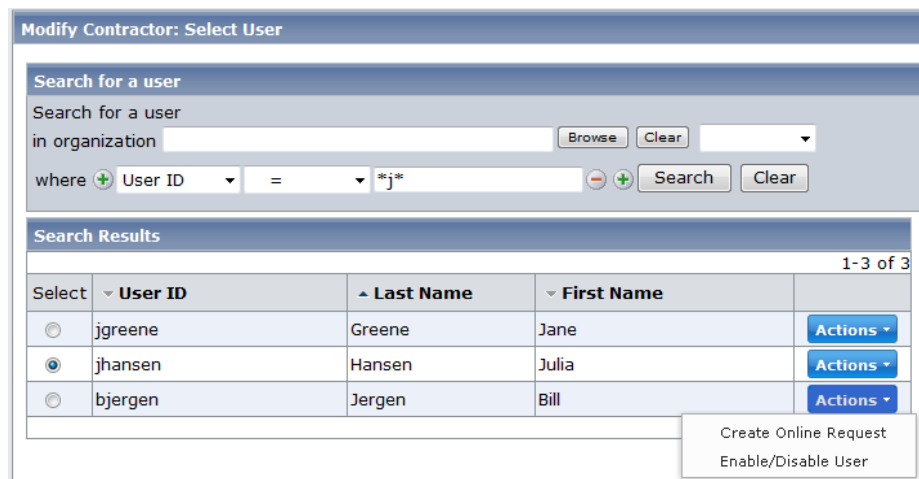 Modify Contractor: Select User
Search for a user
Search for a user
in organization Browse Clear
where User ID = *j* Search Clear
Search Results
1-3 of 3
Select User ID Last Name First Name
jgreene Greene Jane Actions
jhansen Hansen Julia Actions
bjergen Jergen Bill Actions
Create Online Request
Enable/Disable User